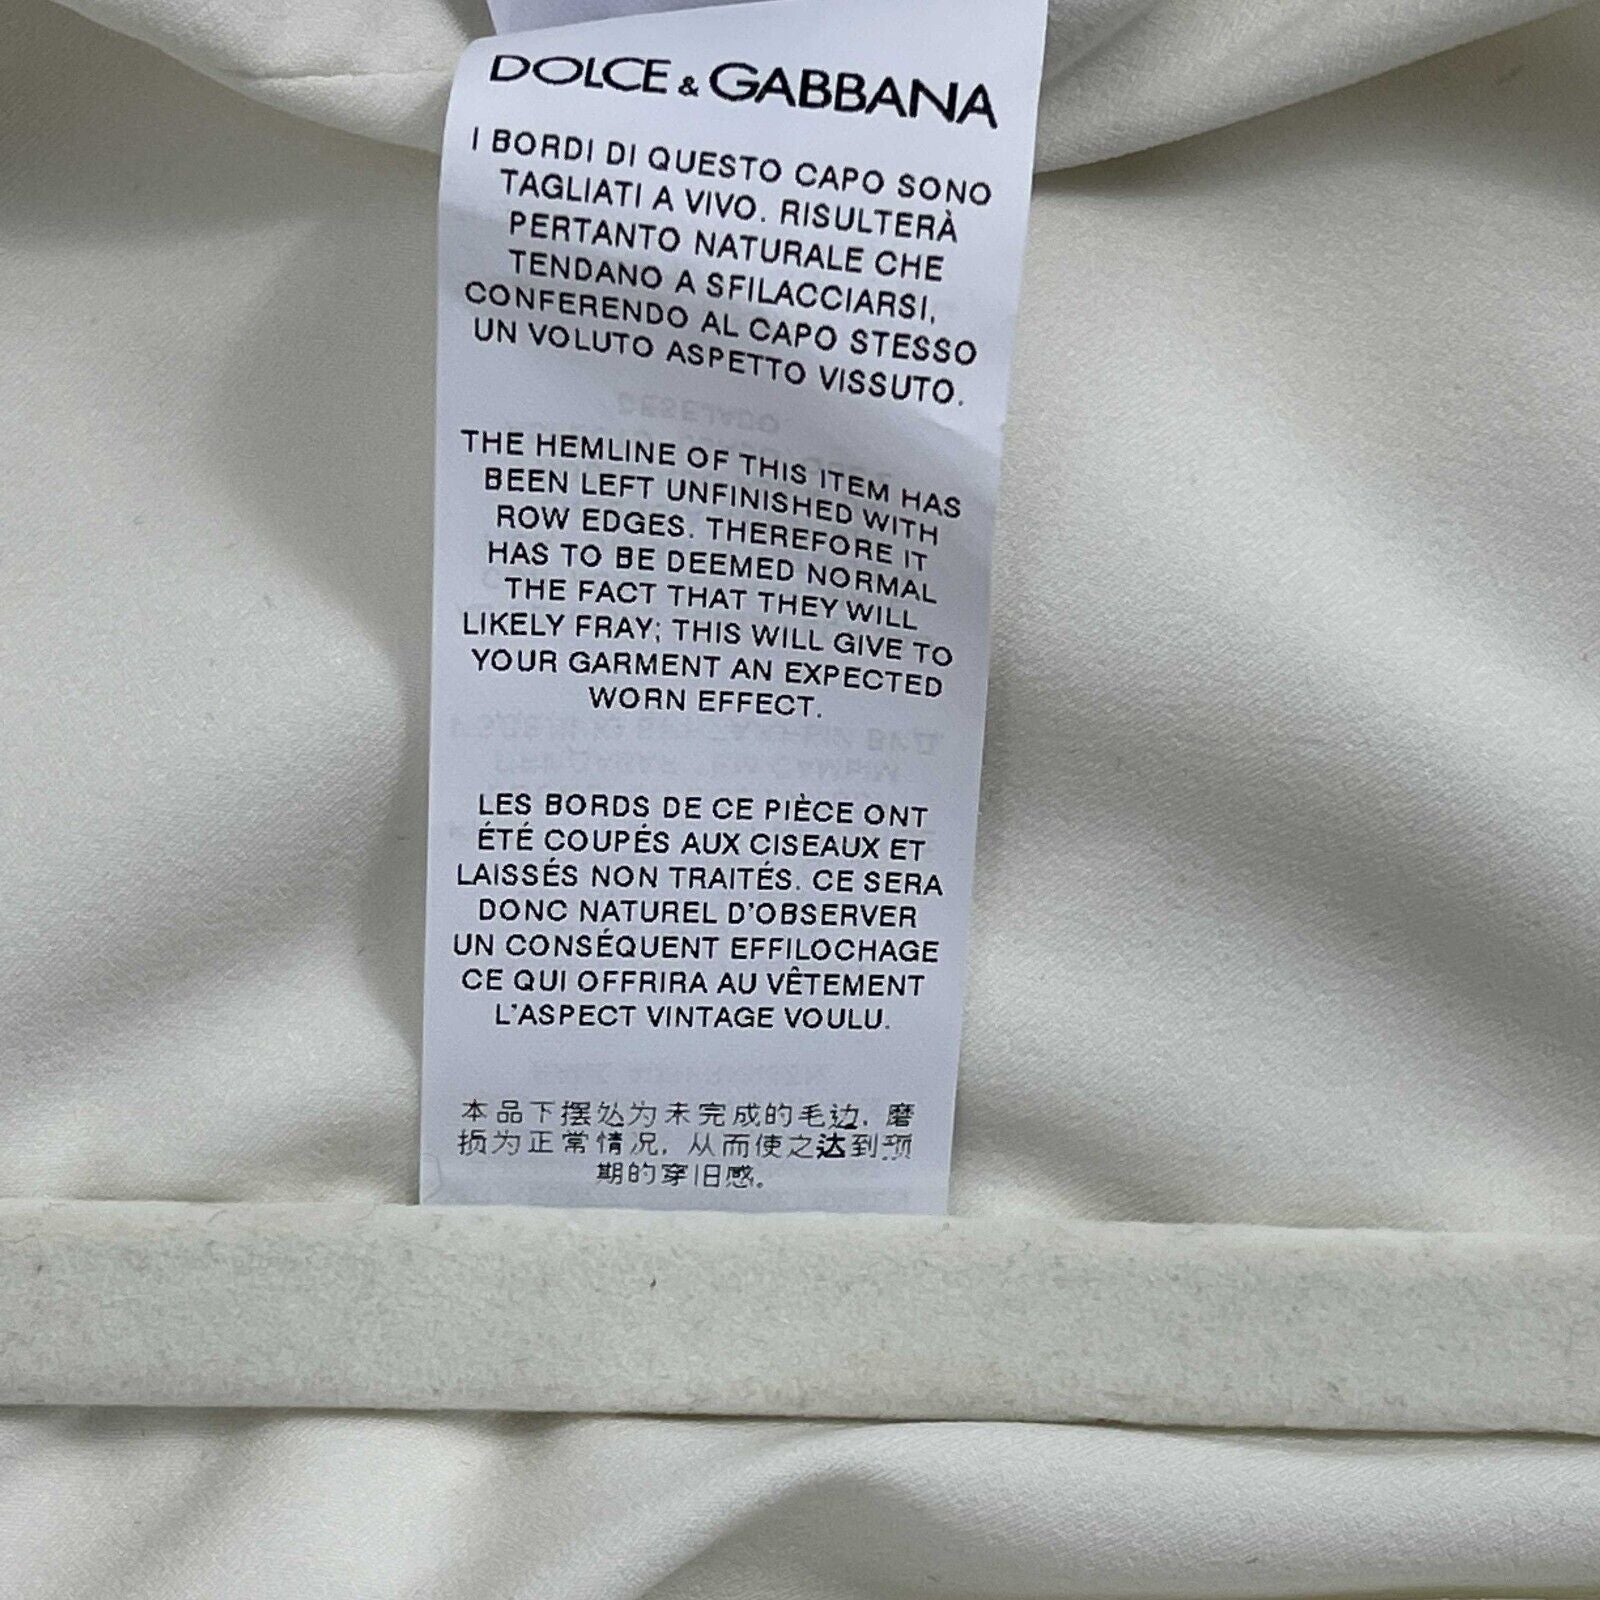 DOLCE & GABBANA
I BORDI DI QUESTO CAPO SONO
TAGLIATI A VIVO. RISULTERÀ
PERTANTO NATURALE CHE
TENDANO A SFILACCIARSI,
CONFERENDO AL CAPO STESSO
UN VOLUTO ASPETTO VISSUTO.
THE HEMLINE OF THIS ITEM HAS
BEEN LEFT UNFINISHED WITH
ROW EDGES. THEREFORE IT
HAS TO BE DEEMED NORMAL
THE FACT THAT THEY WILL
LIKELY FRAY; THIS WILL GIVE TO
YOUR GARMENT AN EXPECTED
WORN EFFECT.
LES BORDS DE CE PIÈCE ONT
ÉTÉ COUPÉS AUX CISEAUX ET
LAISSÉS NON TRAITÉS. CE SERA
DONC NATUREL D'OBSERVER
UN CONSÉQUENT EFFILOCHAGE
CE QUI OFFRIRA AU VÊTEMENT
L'ASPECT VINTAGE VOULU.
本品下摆处为未完成的毛边，磨
损为正常情况，从而使之达到预
期的穿旧感。